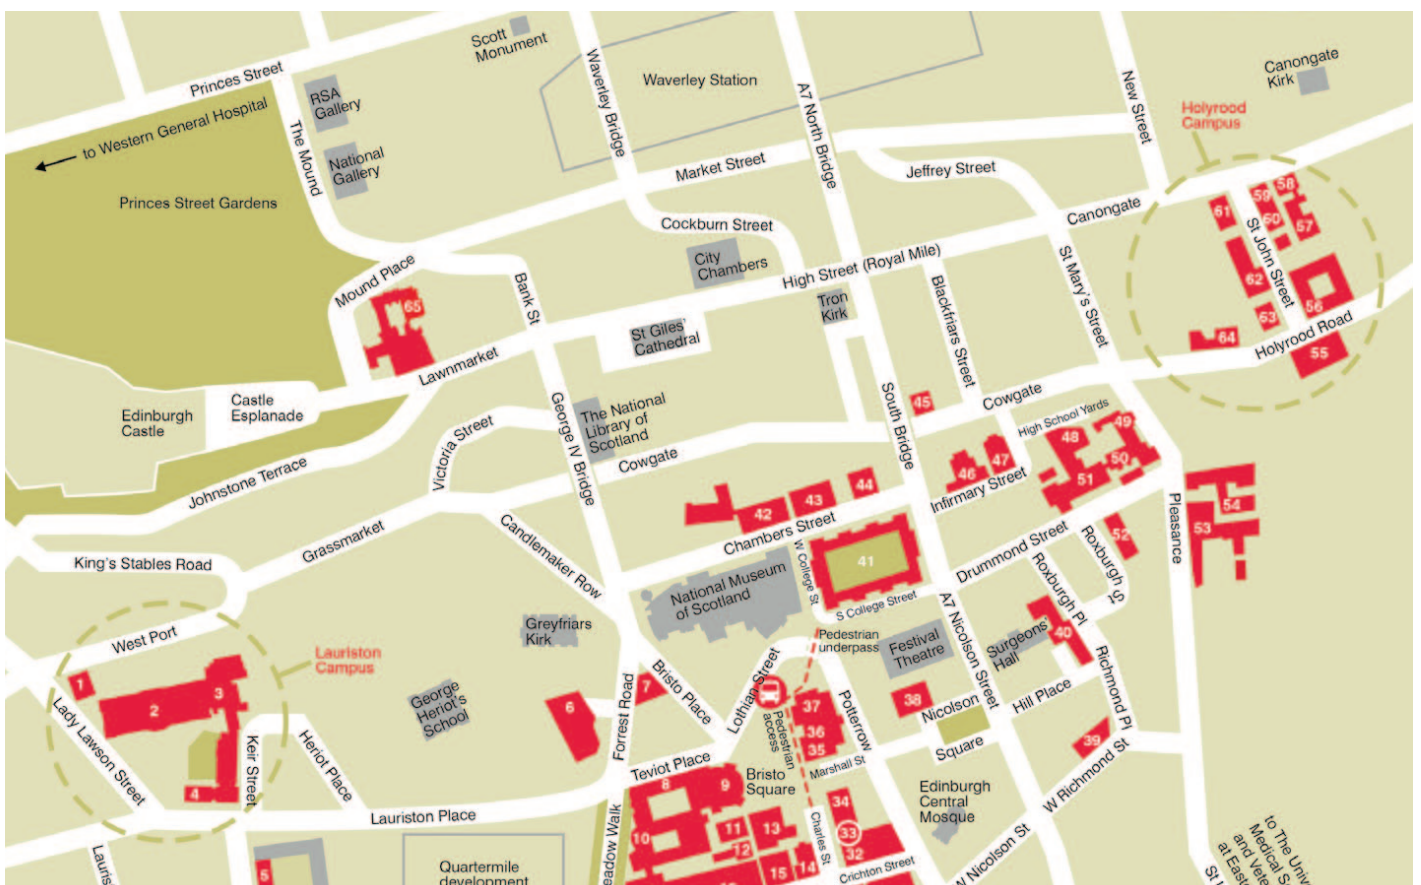 Scott
Monument
Princes Street
RSA
Gallery
Waverley Bridge
Waverley Station
A7 North Bridge
New Street
Canongate
Kirk
Holyrood
Campus
to Western General Hospital
The Mound
National
Gallery
Market Street
Jeffrey Street
Princes Street Gardens
Cockburn Street
Canongate
61
59
58
60
57
St John Street
City
Chambers
High Street (Royal Mile)
St Mary's Street
Mound Place
65
Bank St
62
56
Tron
Kirk
Blackfriars Street
63
64
Holyrood Road
55
St Giles'
Cathedral
Lawnmarket
Castle
Esplanade
Edinburgh
Castle
George IV Bridge
The National
Library of
Scotland
South Bridge
45
Cowgate
High School Yards
49
48
Victoria Street
Cowgate
46
47
50
51
Johnstone Terrace
44
43
42
Infirmary Street
Pleasance
54
53
Grassmarket
Candlemaker Row
Chambers Street
52
King's Stables Road
National Museum
of Scotland
W College St
41
Drummond Street
Roxburgh St
Roxburgh Pl
S College Street
A7 Nicolson Street
West Port
Greyfriars
Kirk
Pedestrian
underpass
Festival
Theatre
Surgeons'
Hall
40
Lauriston
Campus
Bristo Place
Lothian Street
Richmond Pl
1
3
2
George
Heriot's
School
6
7
Forrest Road
Pedestrian
access
37
36
35
Potterrow
38
Nicolson
Square
Hill Place
39
Lady Lawson Street
Keir Street
Heriot Place
4
Teviot Place
Bristo
Square
Marshall St
W Richmond St
8
9
Edinburgh
Central
Mosque
Lauriston Place
10
11
12
13
34
33
32
Charles St
14
15
Crichton Street
W Nicolson St
5
Quartermile
development